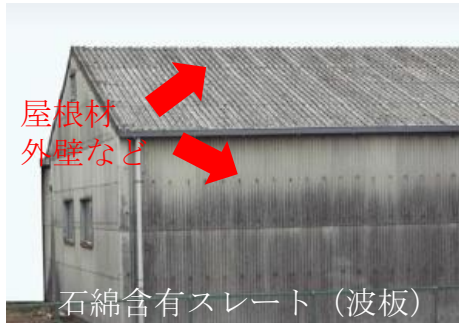 屋根材
外壁など
石綿含有スレート（波板）